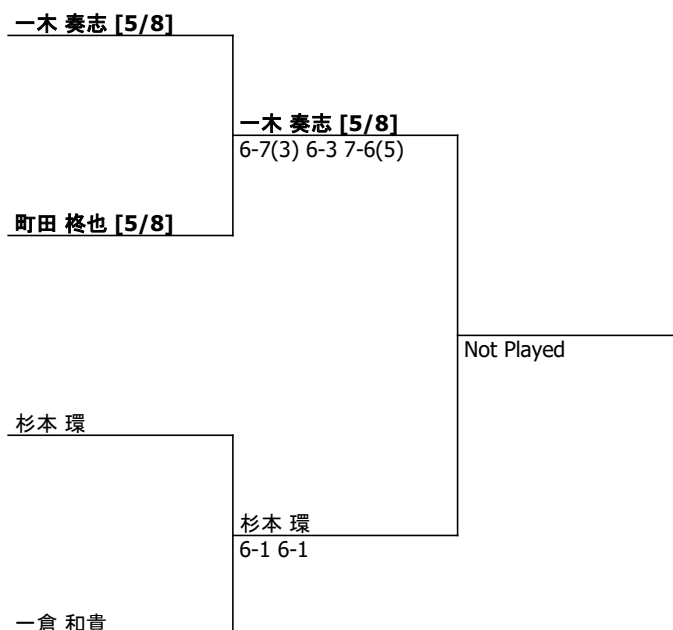 一木 奏志 [5/8]
一木 奏志 [5/8]
6-7(3) 6-3 7-6(5)
町田 柊也 [5/8]
Not Played
杉本 環
杉本 環
6-1 6-1
一倉 和貴